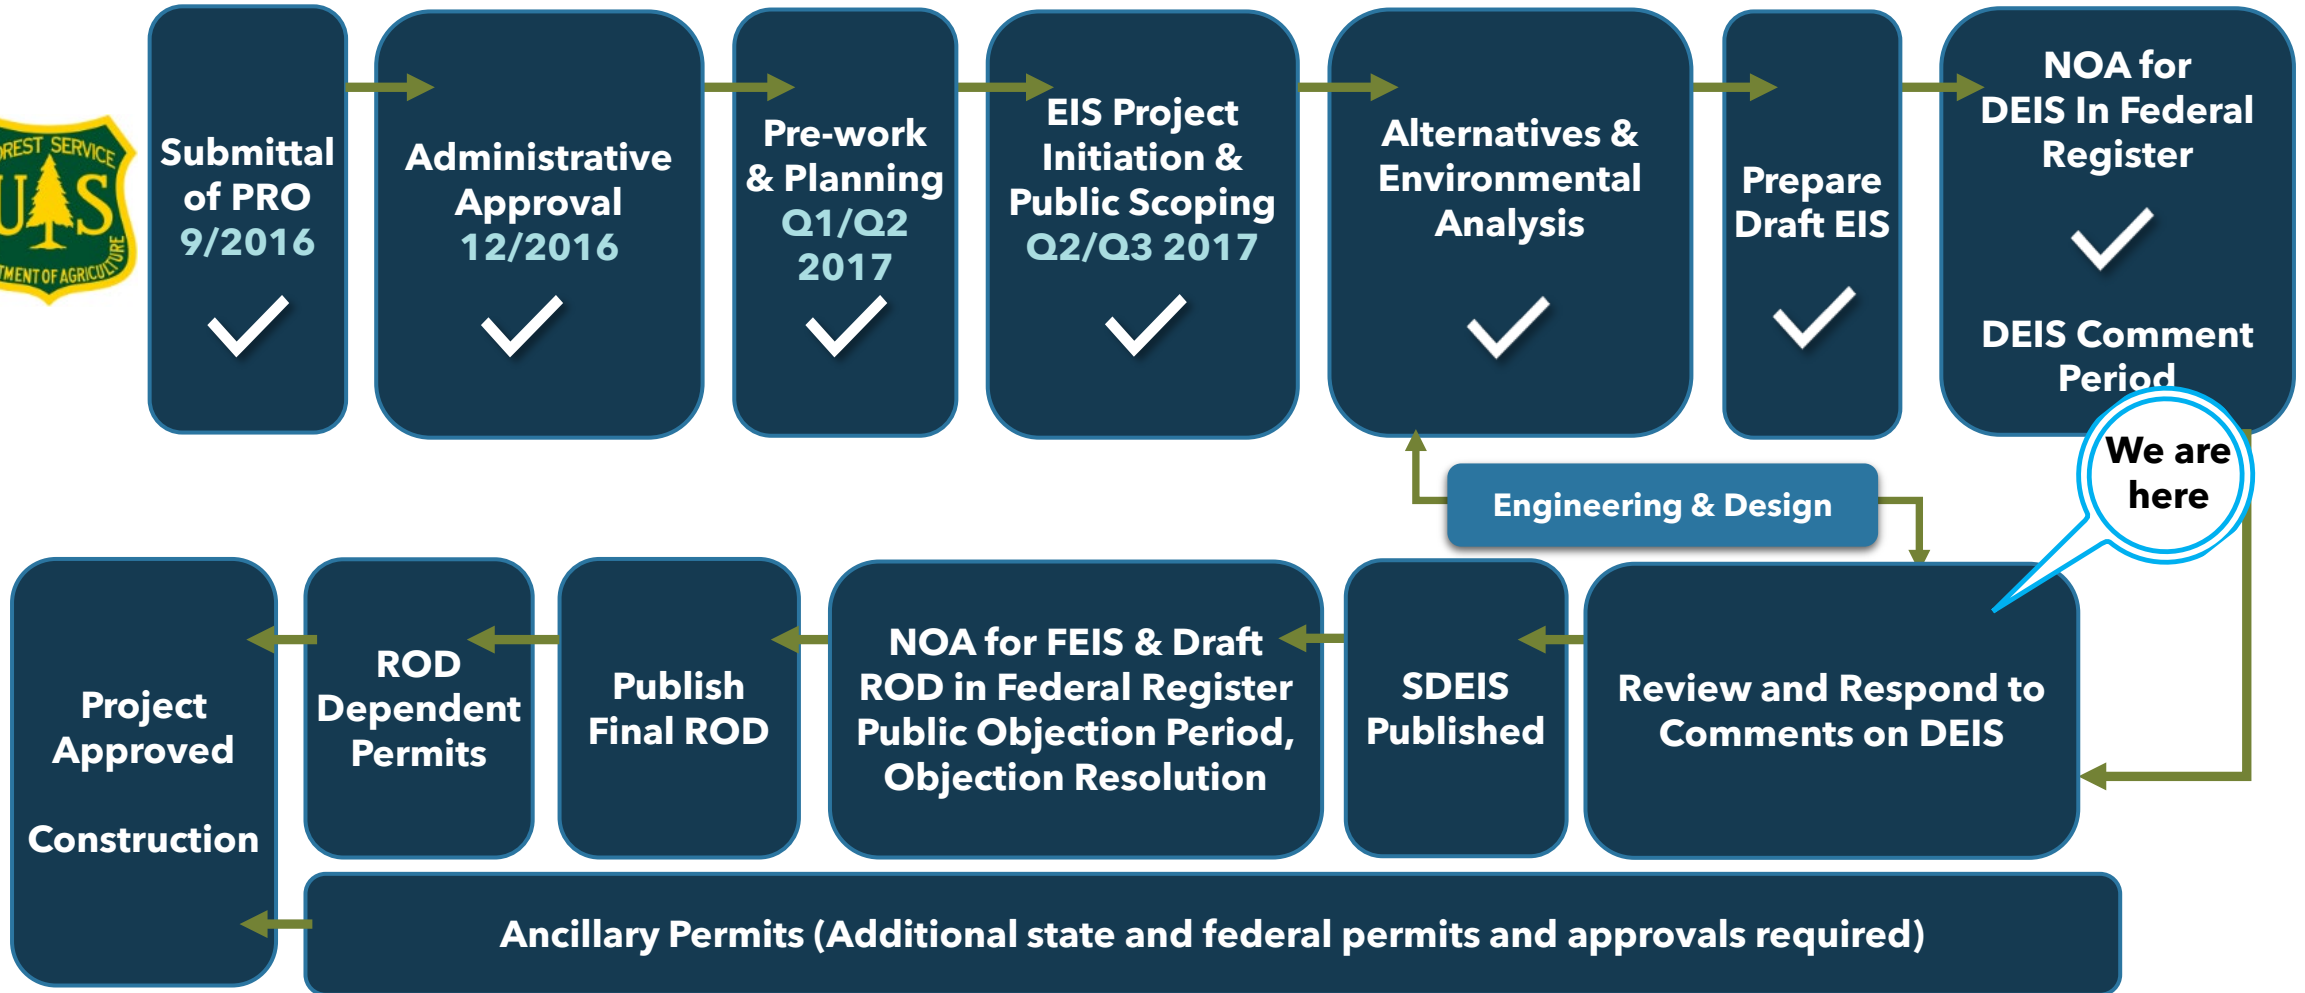 FOREST SERVICE
UAS
DEPARTMENT OF AGRICULTURE
Submittal
of PRO
9/2016
Administrative
Approval
12/2016
Pre-work
& Planning
Q1/Q2
2017
EIS Project
Initiation &
Public Scoping
Q2/Q3 2017
Alternatives &
Environmental
Analysis
Prepare
Draft EIS
NOA for
DEIS In Federal
Register
DEIS Comment
Period
We are
here
Engineering & Design
Review and Respond to
Comments on DEIS
SDEIS
Published
NOA for FEIS & Draft
ROD in Federal Register
Public Objection Period,
Objection Resolution
Publish
Final ROD
ROD
Dependent
Permits
Project
Approved
Construction
Ancillary Permits (Additional state and federal permits and approvals required)